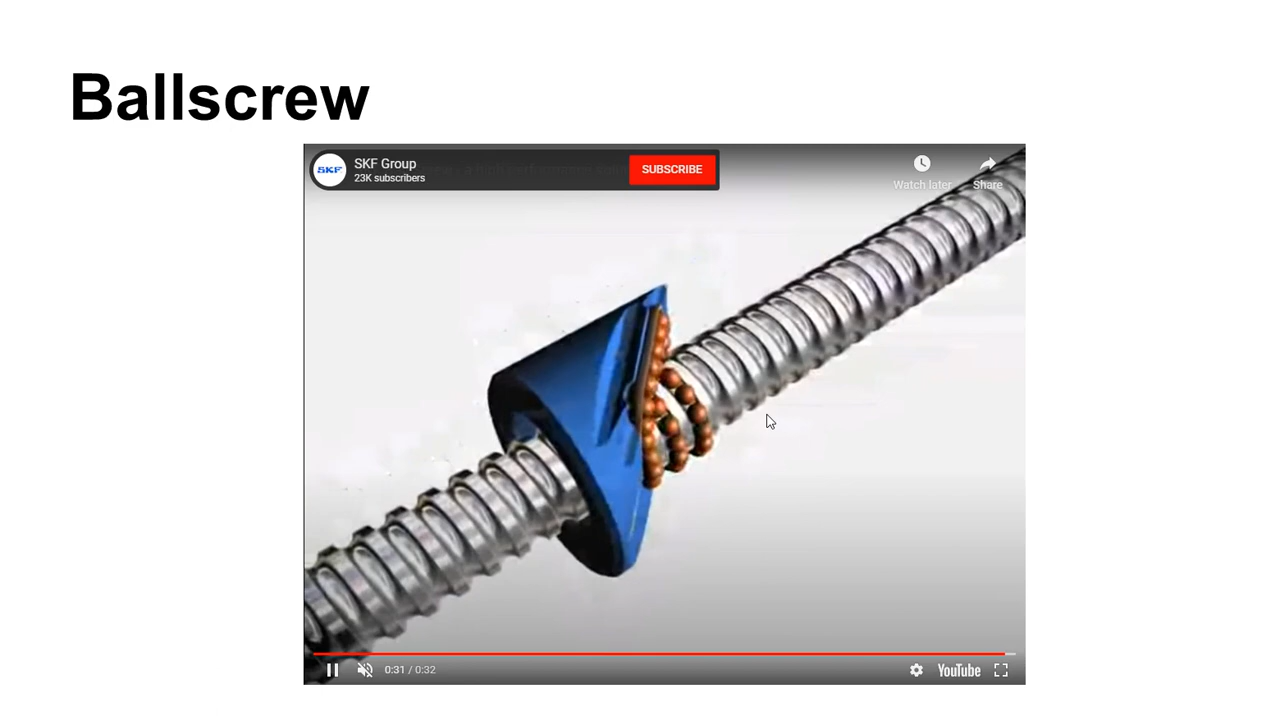 Ballscrew
SKF
SKF Group
23K subscribers
SUBSCRIBE
Watch later
Share
0:31 / 0:32
YouTube